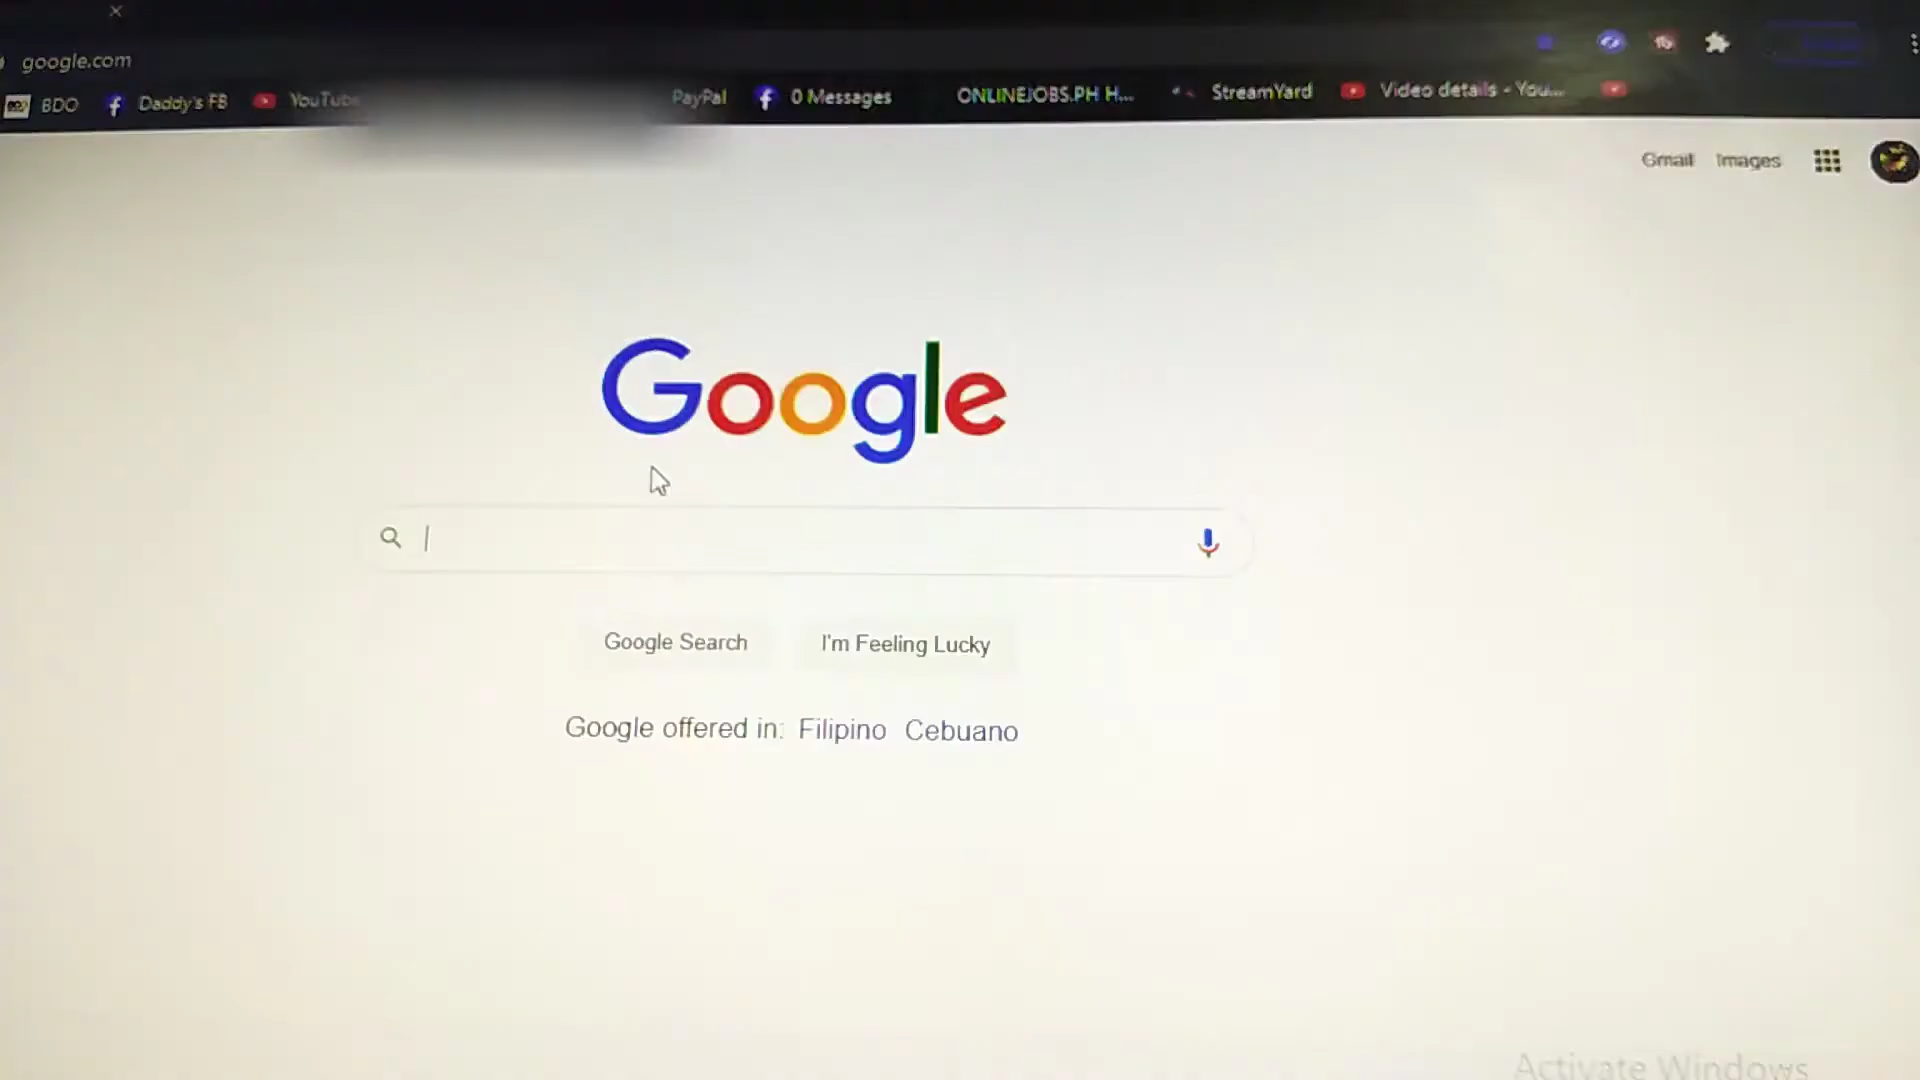 google.com
BDO Daddy's FB YouTube PayPal 0 Messages ONLINEJOBS.PH H... StreamYard Video details - You...
Gmail Images
Google
Google Search I'm Feeling Lucky
Google offered in: Filipino Cebuano
Activate Windows